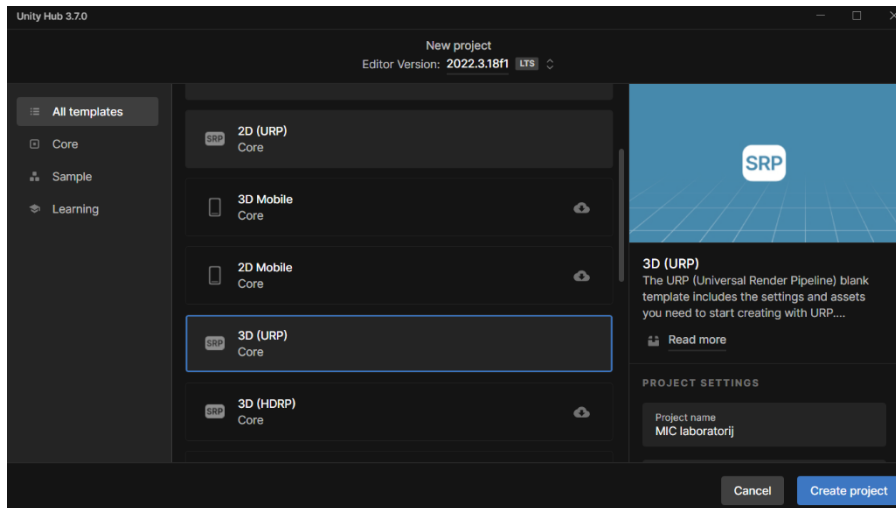 Unity Hub 3.7.0
New project
Editor Version: 2022.3.18f1 LTS
All templates
Core
Sample
Learning
SRP
2D (URP)
Core
3D Mobile
Core
2D Mobile
Core
SRP
3D (URP)
Core
SRP
3D (HDRP)
Core
SRP
3D (URP)
The URP (Universal Render Pipeline) blank
template includes the settings and assets
you need to start creating with URP....
Read more
PROJECT SETTINGS
Project name
MIC laboratorij
Cancel
Create project